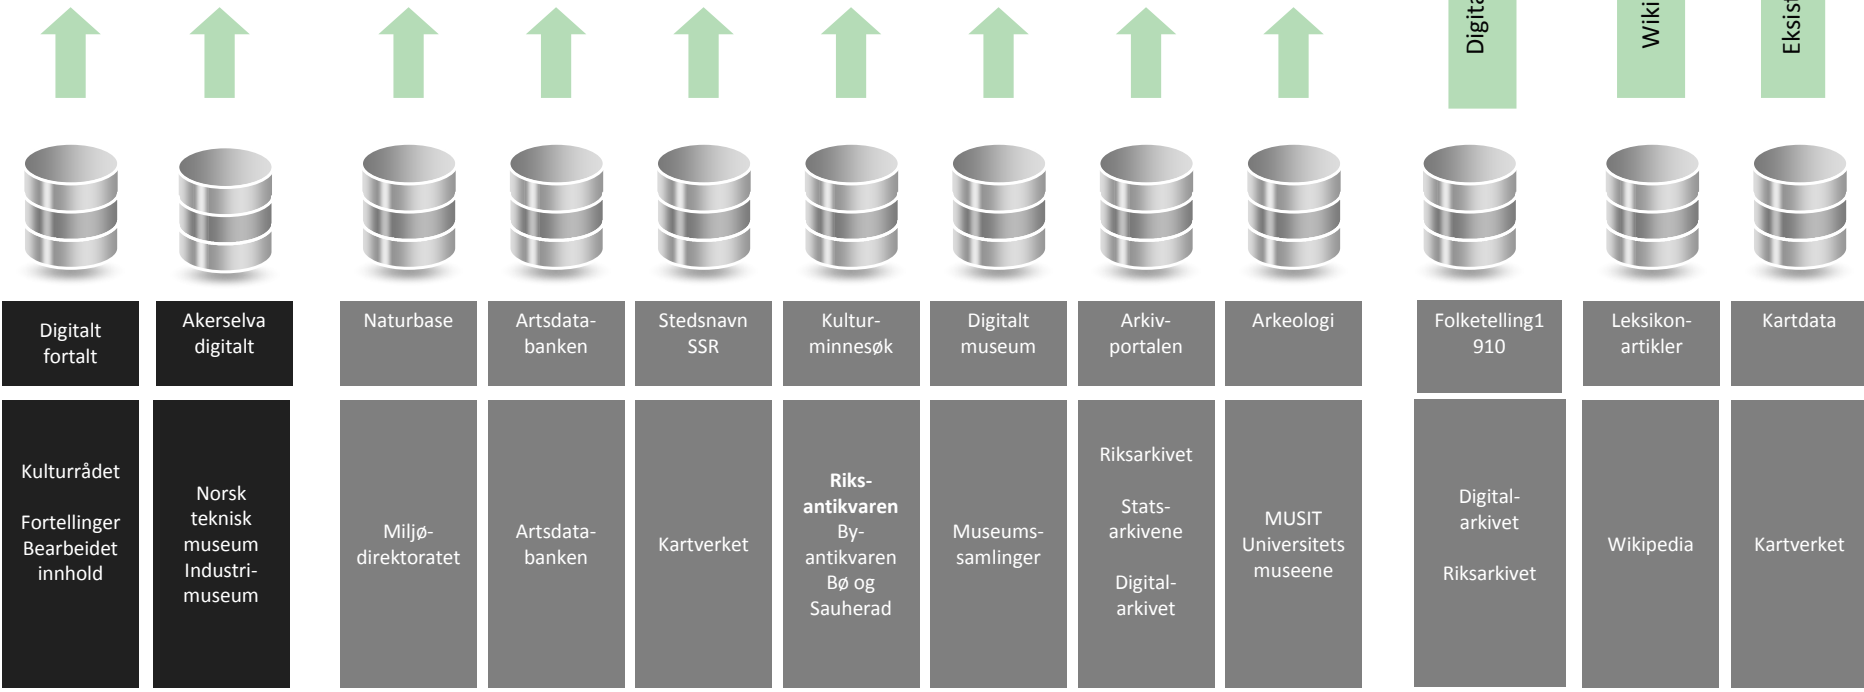 Digita
Wiki
Eksist
Digitalt
fortalt
Akerselva
digitalt
Naturbase
Artsdata-
banken
Stedsnavn
SSR
Kultur-
minnesøk
Digitalt
museum
Arkiv-
portalen
Arkeologi
Folketelling1
910
Leksikon-
artikler
Kartdata
Kulturrådet
Fortellinger
Bearbeidet
innhold
Norsk
teknisk
museum
Industri-
museum
Miljø-
direktoratet
Artsdata-
banken
Kartverket
Riks-
antikvaren
By-
antikvaren
Bø og
Sauherad
Museums-
samlinger
Riksarkivet
Stats-
arkivene
Digital-
arkivet
MUSIT
Universitets
museene
Digital-
arkivet
Riksarkivet
Wikipedia
Kartverket